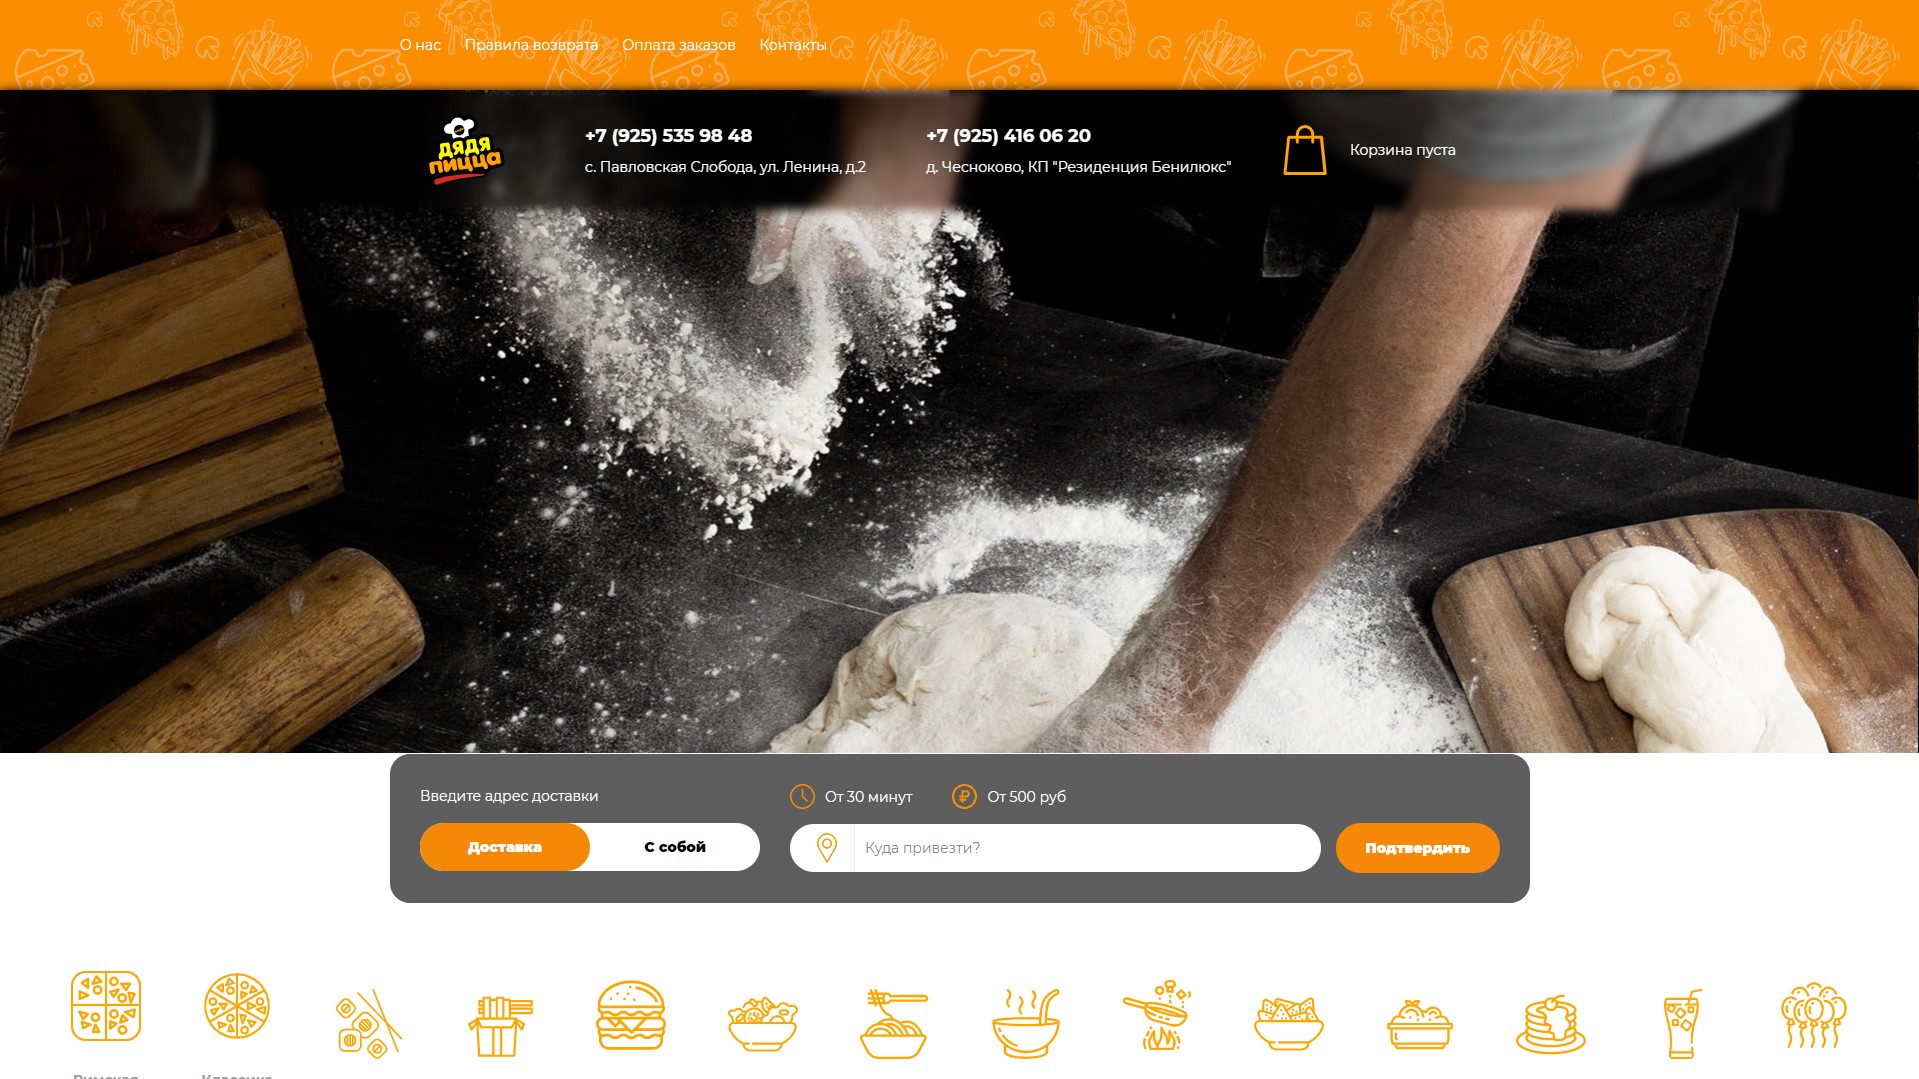 О нас Правила возврата Оплата заказов Контакты
ДЯДЯ
ПИЦЦА
+7 (925) 535 98 48
с. Павловская Слобода, ул. Ленина, д.2
+7 (925) 416 06 20
д. Чесноково, КП "Резиденция Бенилюкс"
Корзина пуста
Введите адрес доставки
От 30 минут От 500 руб
Доставка С собой
Куда привезти?
Подтвердить
Римская Классика